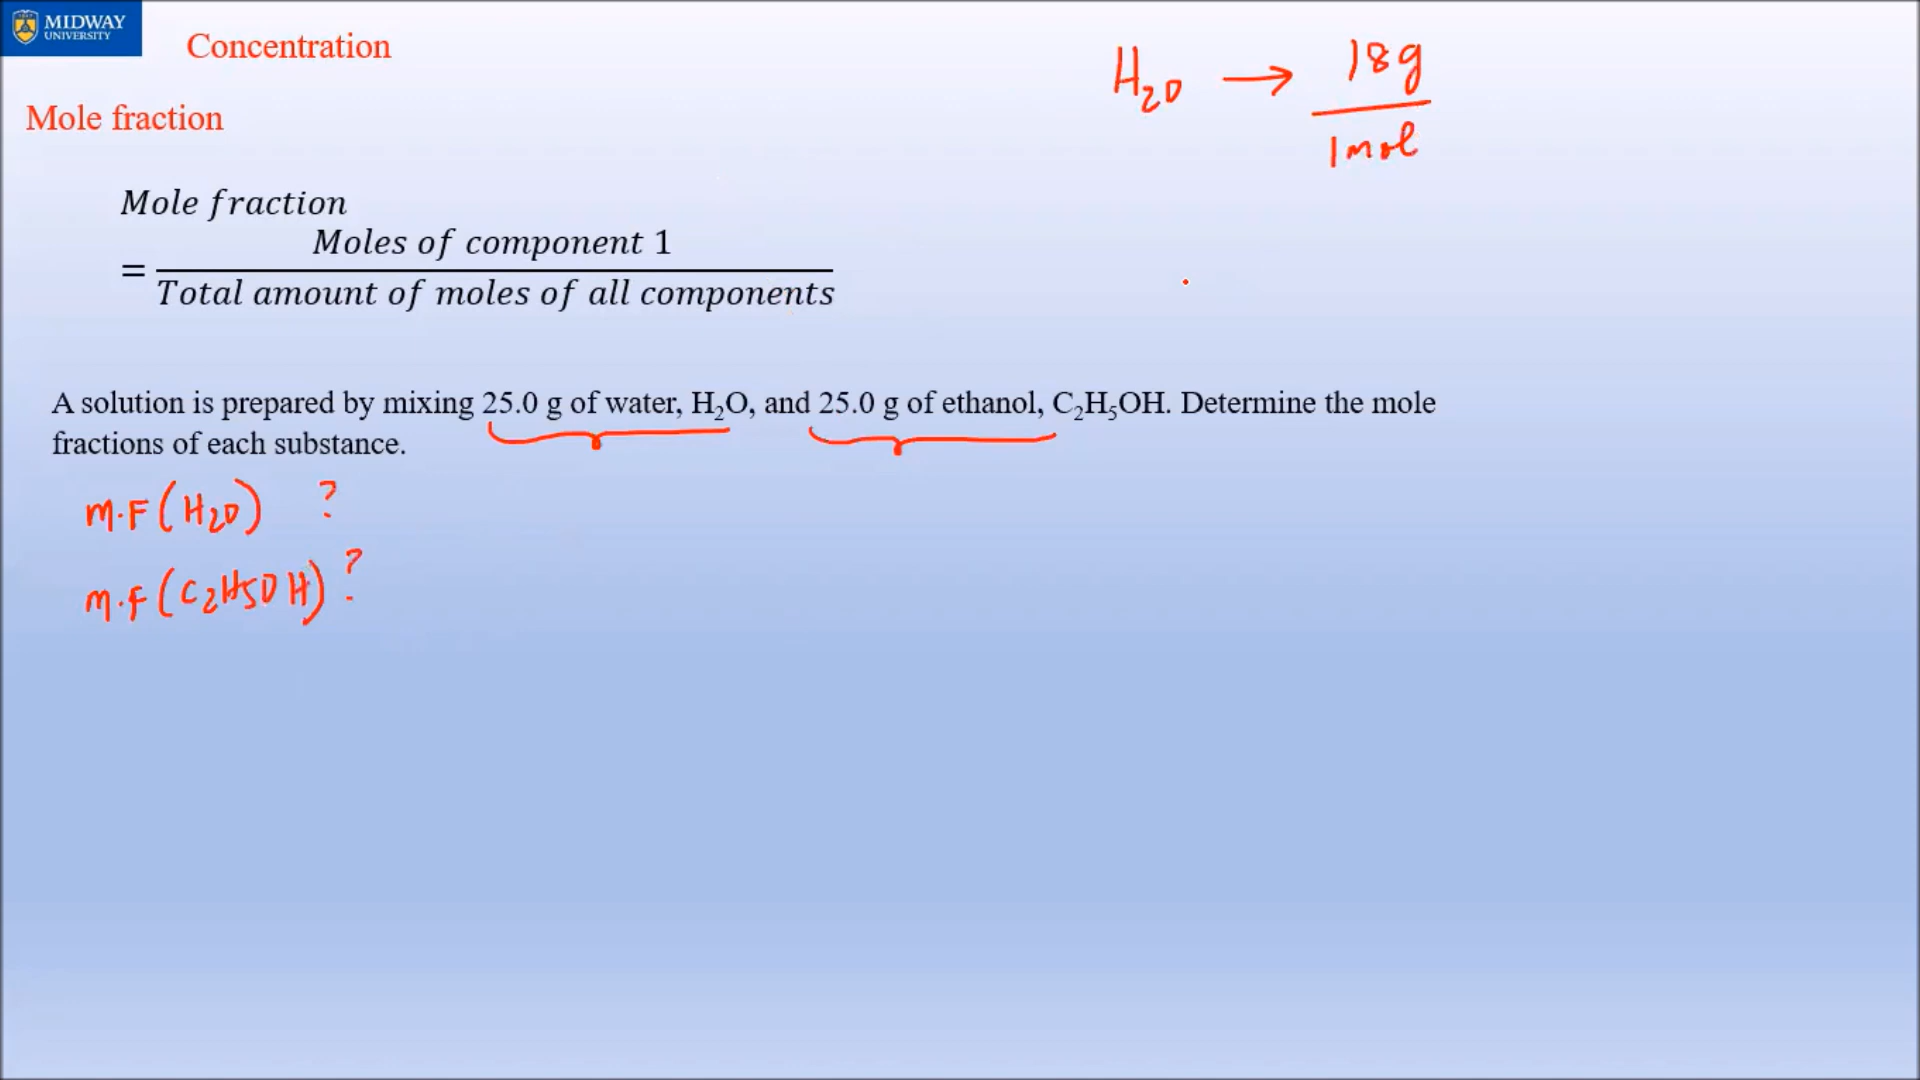 MIDWAY
UNIVERSITY
Concentration
H₂O → 18g
1mol
Mole fraction
Mole fraction
= Moles of component 1
Total amount of moles of all components
A solution is prepared by mixing 25.0 g of water, H₂O, and 25.0 g of ethanol, C₂H₅OH. Determine the mole
fractions of each substance.
m.F(H₂O) ?
m.F(C₂H5OH) ?